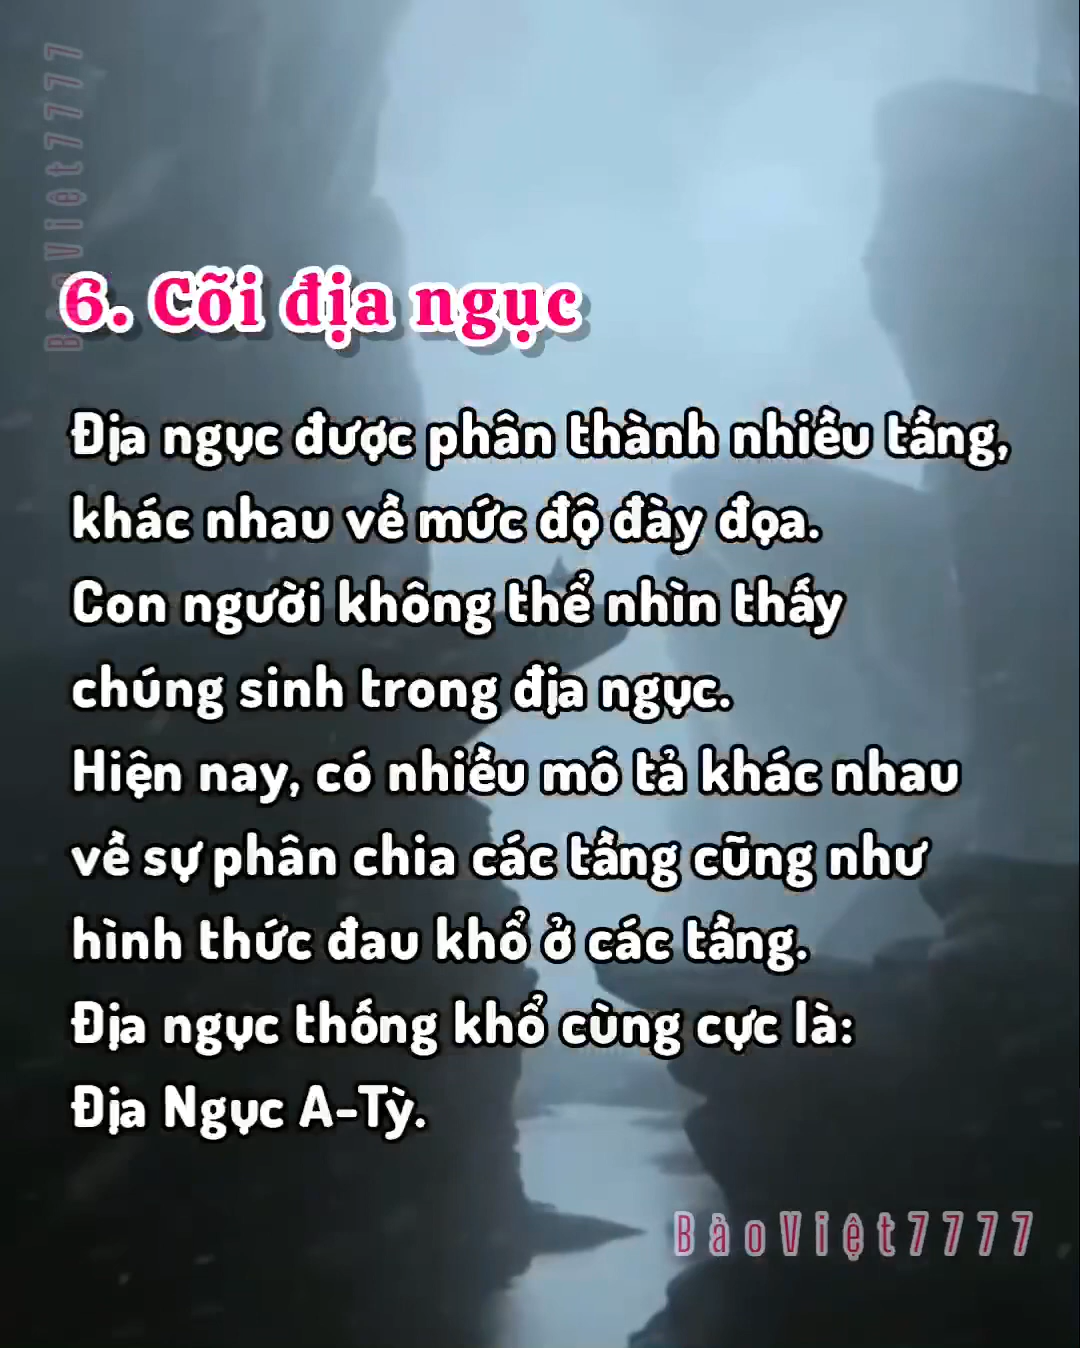 BảoViệt7777
6. Cõi địa ngục
Địa ngục được phân thành nhiều tầng,
khác nhau về mức độ đày đọa.
Con người không thể nhìn thấy
chúng sinh trong địa ngục.
Hiện nay, có nhiều mô tả khác nhau
về sự phân chia các tầng cũng như
hình thức đau khổ ở các tầng.
Địa ngục thống khổ cùng cực là:
Địa Ngục A-Tỳ.
BảoViệt7777